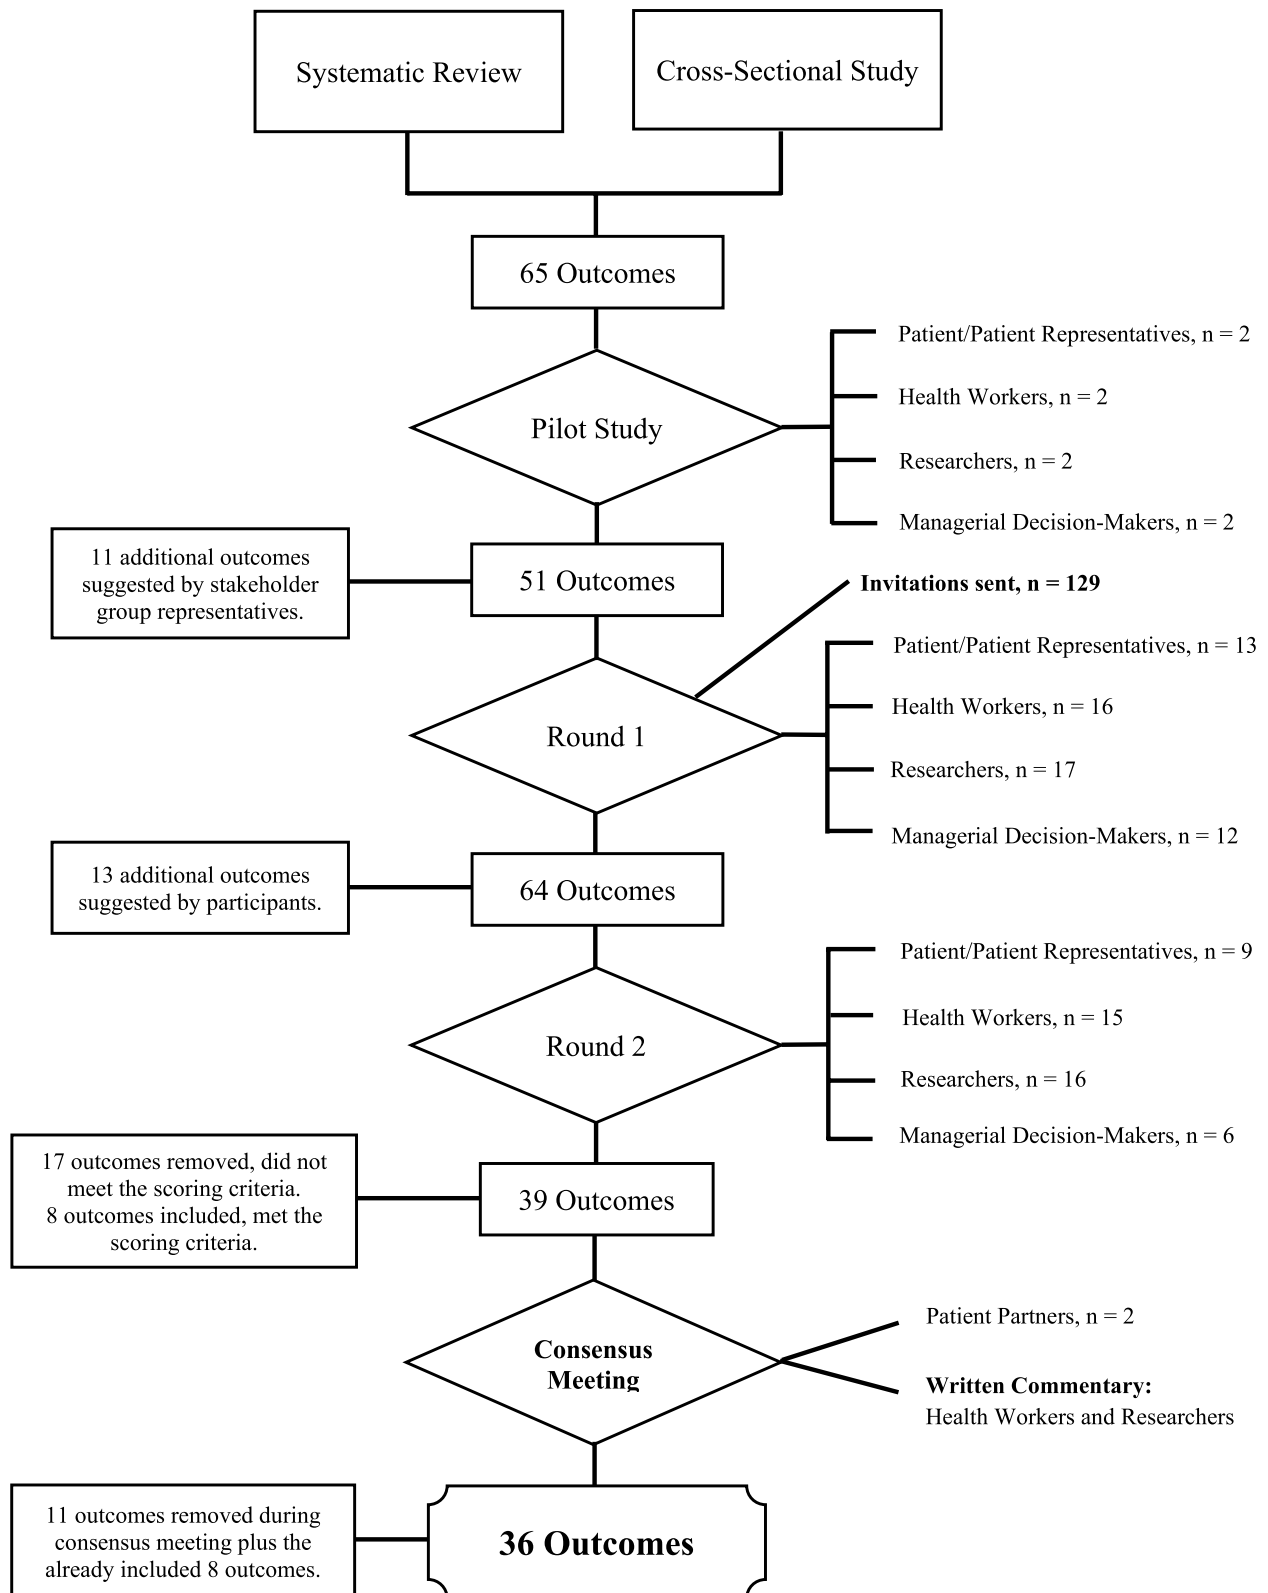 Systematic Review
Cross-Sectional Study
65 Outcomes
Pilot Study
Patient/Patient Representatives, n = 2
Health Workers, n = 2
Researchers, n = 2
Managerial Decision-Makers, n = 2
11 additional outcomes
suggested by stakeholder
group representatives.
51 Outcomes
Invitations sent, n = 129
Round 1
Patient/Patient Representatives, n = 13
Health Workers, n = 16
Researchers, n = 17
Managerial Decision-Makers, n = 12
13 additional outcomes
suggested by participants.
64 Outcomes
Round 2
Patient/Patient Representatives, n = 9
Health Workers, n = 15
Researchers, n = 16
Managerial Decision-Makers, n = 6
17 outcomes removed, did not
meet the scoring criteria.
8 outcomes included, met the
scoring criteria.
39 Outcomes
Consensus
Meeting
Patient Partners, n = 2
Written Commentary:
Health Workers and Researchers
11 outcomes removed during
consensus meeting plus the
already included 8 outcomes.
36 Outcomes